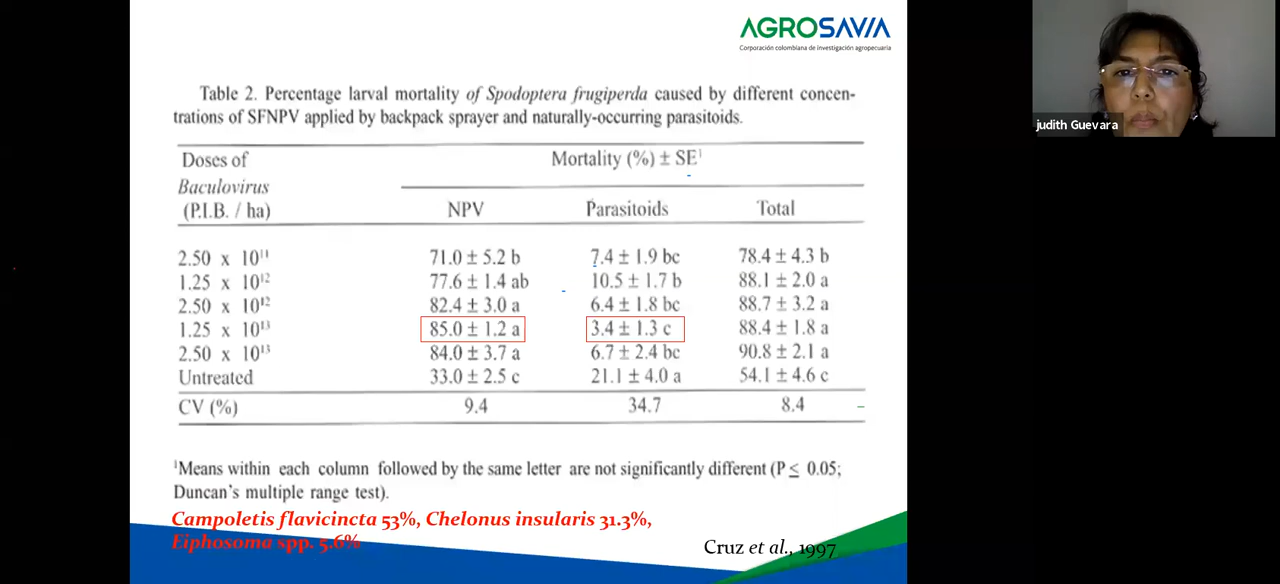 AGROSAVIA
Corporación colombiana de investigación agropecuaria
judith Guevara
Table 2. Percentage larval mortality of Spodoptera frugiperda caused by different concen-
trations of SFNPV applied by backpack sprayer and naturally-occurring parasitoids.
Doses of Mortality (%) ± SE¹
Baculovirus
(P.I.B. / ha) NPV Parasitoids Total
2.50 x 10¹¹ 71.0 ± 5.2 b 7.4 ± 1.9 bc 78.4 ± 4.3 b
1.25 x 10¹² 77.6 ± 1.4 ab 10.5 ± 1.7 b 88.1 ± 2.0 a
2.50 x 10¹² 82.4 ± 3.0 a 6.4 ± 1.8 bc 88.7 ± 3.2 a
1.25 x 10¹³ 85.0 ± 1.2 a 3.4 ± 1.3 c 88.4 ± 1.8 a
2.50 x 10¹³ 84.0 ± 3.7 a 6.7 ± 2.4 bc 90.8 ± 2.1 a
Untreated 33.0 ± 2.5 c 21.1 ± 4.0 a 54.1 ± 4.6 c
CV (%) 9.4 34.7 8.4
¹Means within each column followed by the same letter are not significantly different (P ≤ 0.05;
Duncan's multiple range test).
Campoletis flavicincta 53%, Chelonus insularis 31.3%,
Eiphosoma spp. 5.6%
Cruz et al., 1997